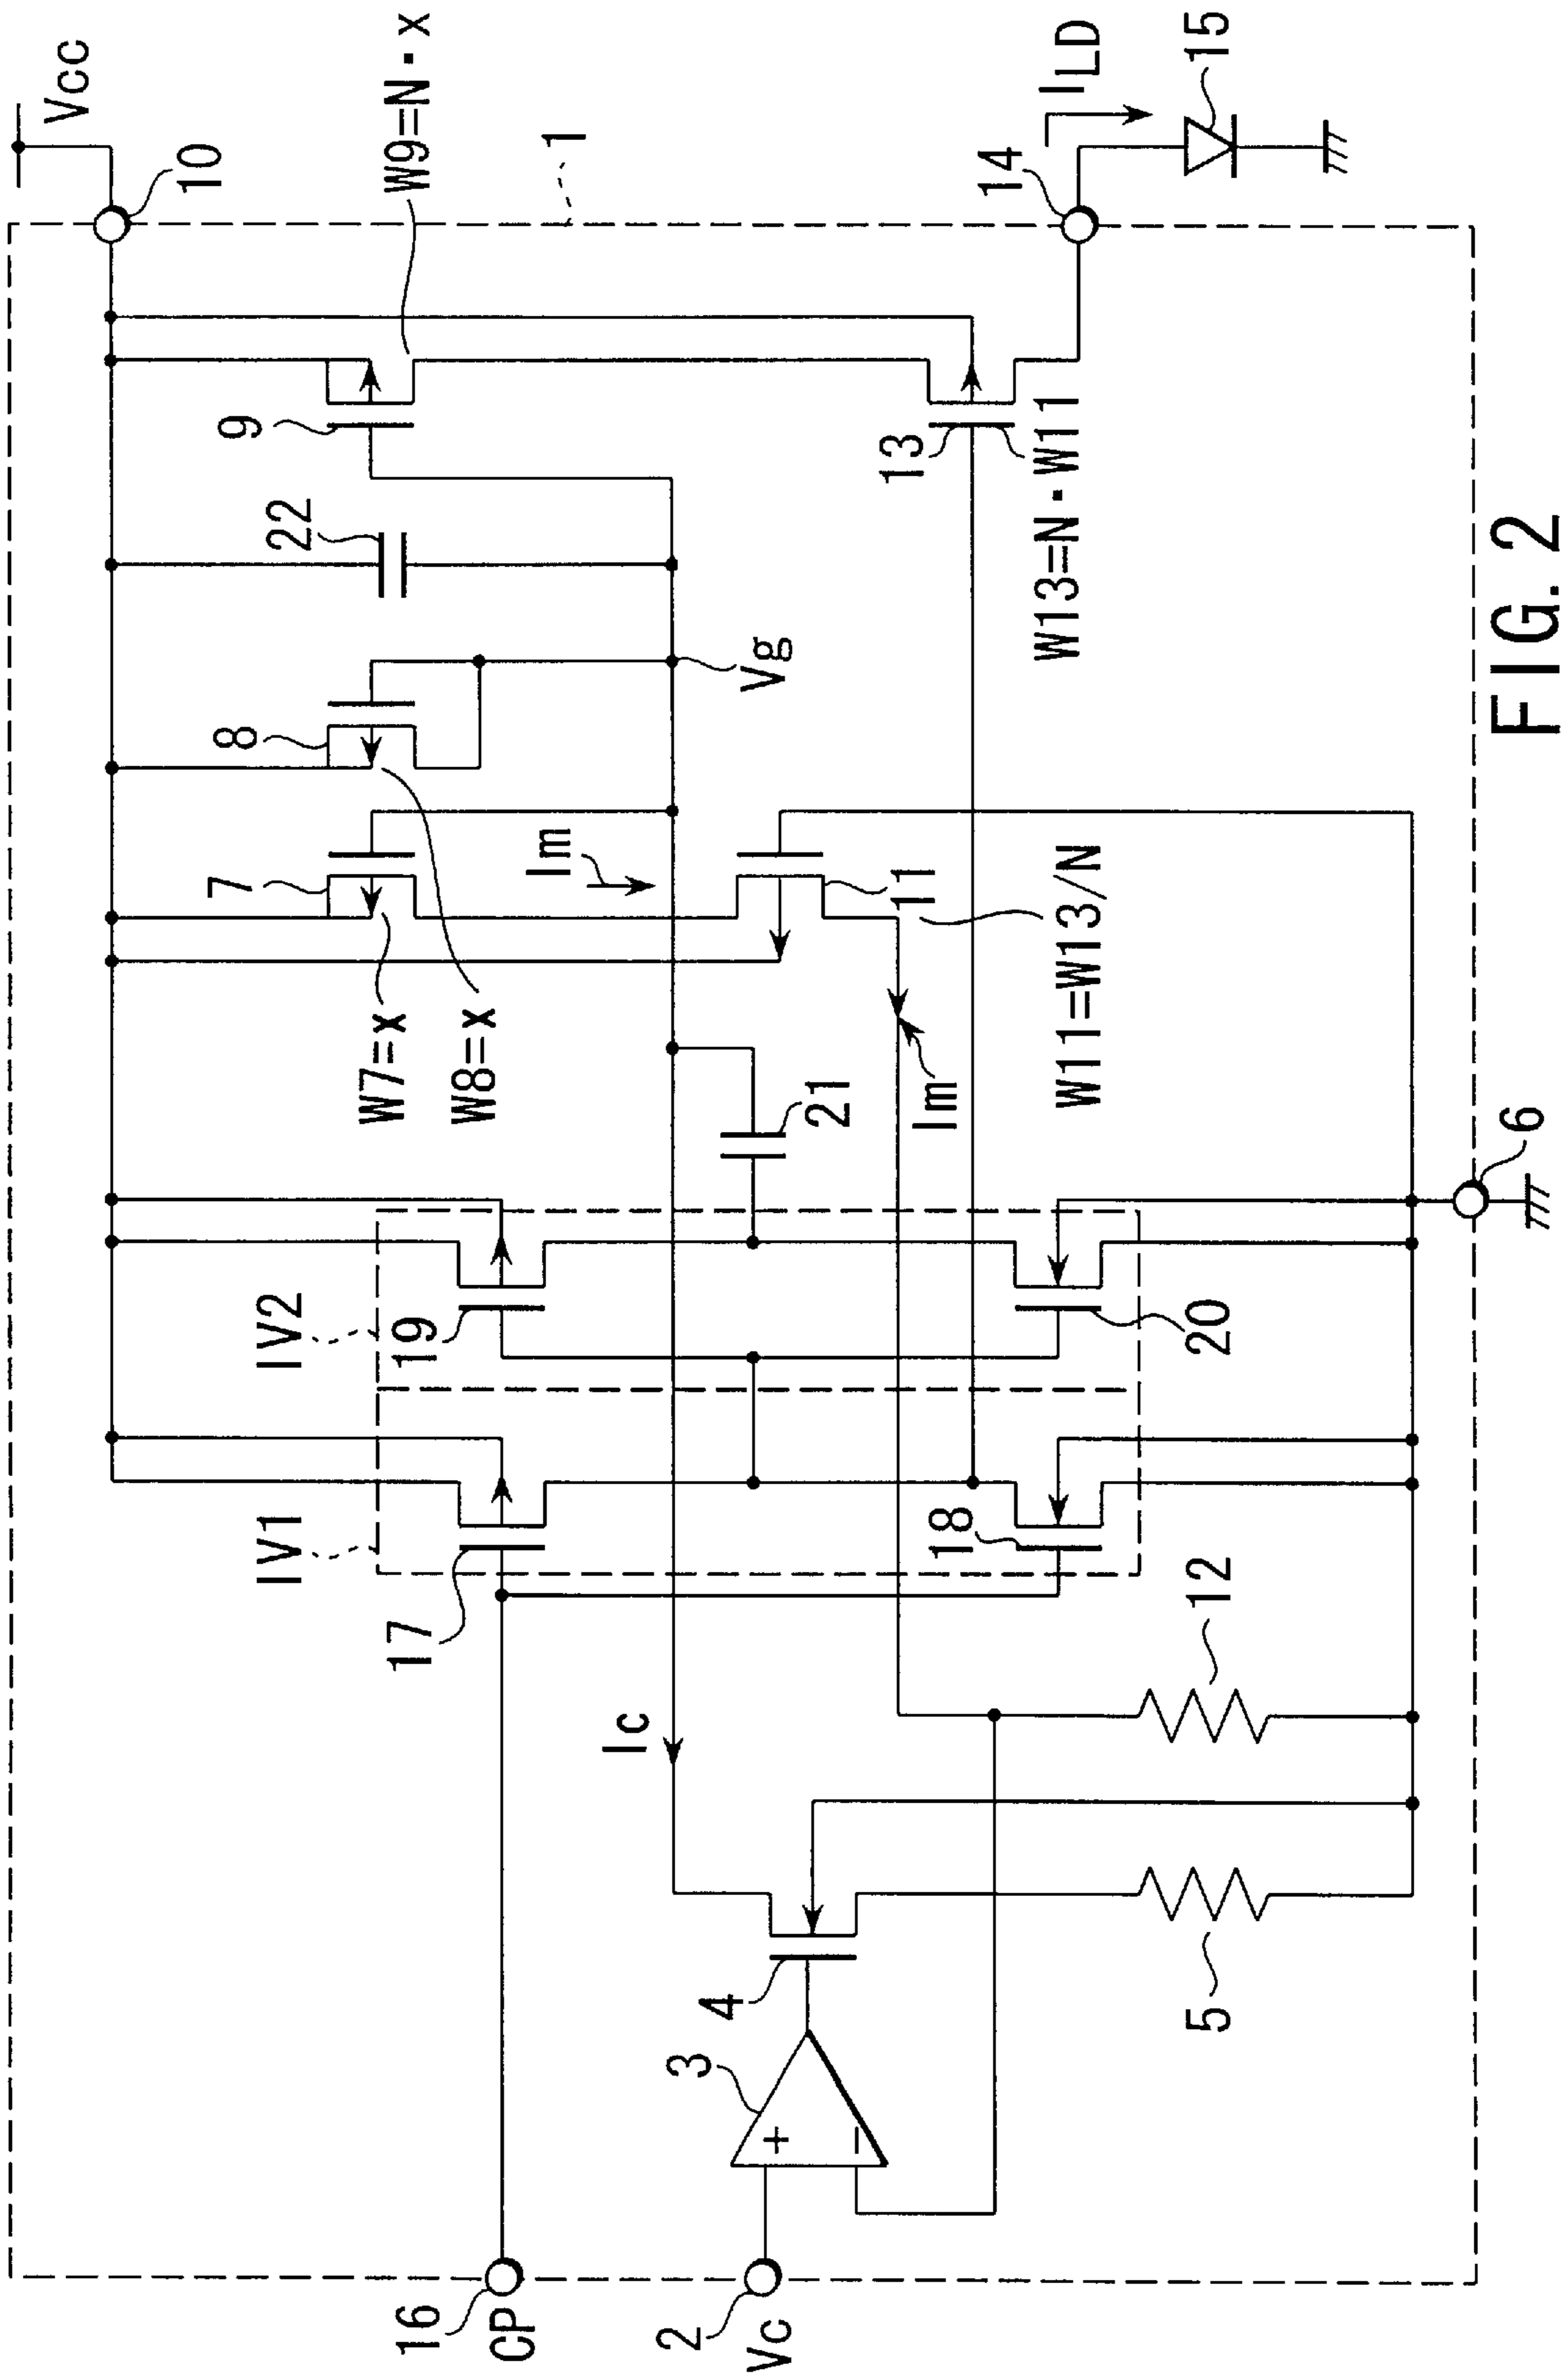 Vcc
10
W9=N·x
1
9
22
8
7
IV2
IV1
19
17
W7=x
W8=x
Im
Vg
14
ILD
15
13
W13=N·W11
11
W11=W13/N
Im
21
Ic
18
20
12
16
CP
3
+
−
4
5
2
Vc
6
FIG. 2